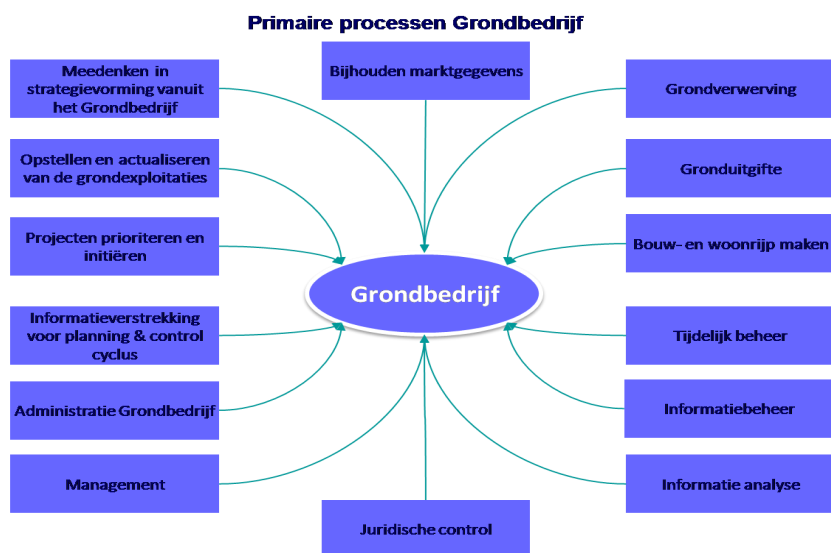 Primaire processen Grondbedrijf
Meedenken in
strategievorming vanuit
het Grondbedrijf
Opstellen en actualiseren
van de grondexploitaties
Projecten prioriteren en
initiëren
Informatieverstrekking
voor planning & control
cyclus
Administratie Grondbedrijf
Management
Bijhouden marktgegevens
Grondbedrijf
Juridische control
Grondverwerving
Gronduitgifte
Bouw- en woonrijp maken
Tijdelijk beheer
Informatiebeheer
Informatie analyse